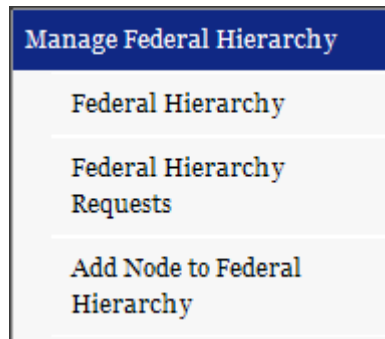 Manage Federal Hierarchy
Federal Hierarchy
Federal Hierarchy
Requests
Add Node to Federal
Hierarchy